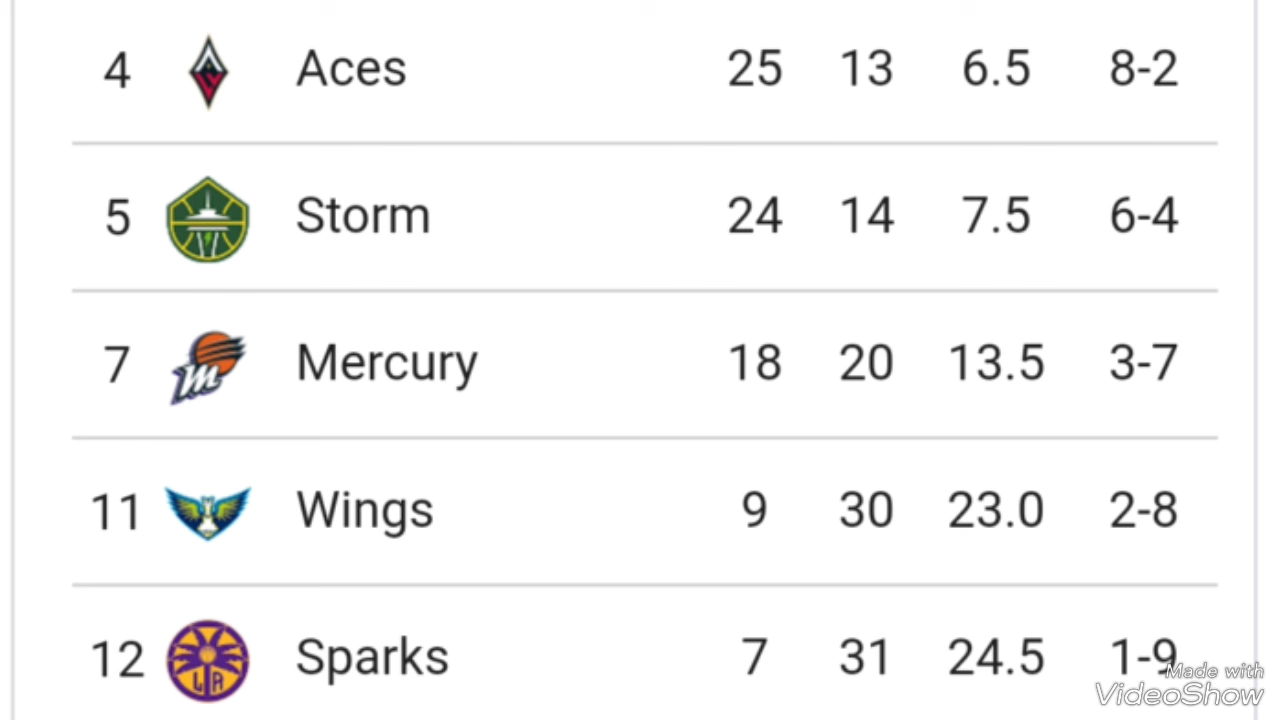 4 Aces 25 13 6.5 8-2
5 Storm 24 14 7.5 6-4
7 Mercury 18 20 13.5 3-7
11 Wings 9 30 23.0 2-8
12 LA Sparks 7 31 24.5 1-9
Made with
VideoShow